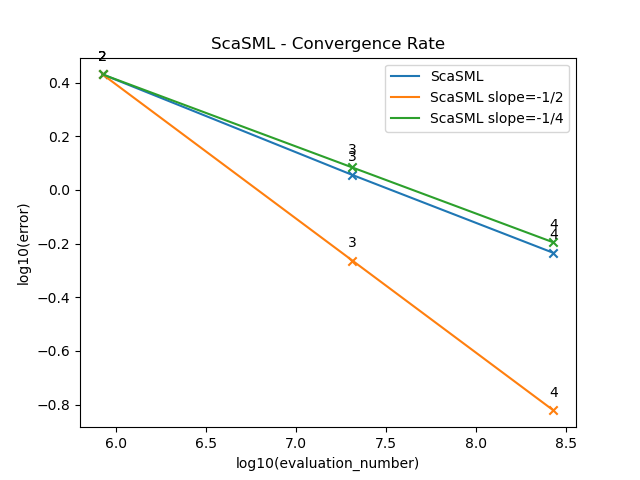 ScaSML - Convergence Rate
ScaSML
ScaSML slope=-1/2
ScaSML slope=-1/4
2
3
3
3
4
4
4
log10(error)
0.4
0.2
0.0
−0.2
−0.4
−0.6
−0.8
6.0 6.5 7.0 7.5 8.0 8.5
log10(evaluation_number)